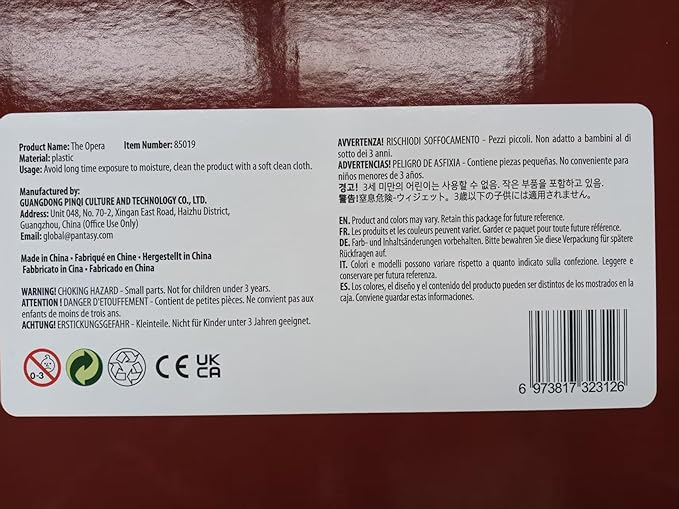 Product Name: The Opera Item Number: 85019
Material: plastic
Usage: Avoid long time exposure to moisture, clean the product with a soft clean cloth.
Manufactured by:
GUANGDONG PINQI CULTURE AND TECHNOLOGY CO., LTD.
Address: Unit 048, No. 70-2, Xingan East Road, Haizhu District,
Guangzhou, China (Office Use Only)
Email: global@pantasy.com
Made in China · Fabriqué en Chine · Hergestellt in China
Fabbricato in Cina · Fabricado en China
WARNING! CHOKING HAZARD - Small parts. Not for children under 3 years.
ATTENTION ! DANGER D'ETOUFFEMENT - Contient de petites pièces. Ne convient pas aux
enfants de moins de trois ans.
ACHTUNG! ERSTICKUNGSGEFAHR - Kleinteile. Nicht für Kinder unter 3 Jahren geeignet.
0-3
CE UK
CA
AVVERTENZA! RISCHIODI SOFFOCAMENTO - Pezzi piccoli. Non adatto a bambini al di
sotto dei 3 anni.
ADVERTENCIAS! PELIGRO DE ASFIXIA - Contiene piezas pequeñas. No conveniente para
niños menores de 3 años.
경고! 3세 미만의 어린이는 사용할 수 없음. 작은 부품을 포함하고 있음.
警告!窒息危険-ウィジェット。3歳以下の子供には適用されません。
EN. Product and colors may vary. Retain this package for future reference.
FR. Les produits et les couleurs peuvent varier. Garder ce paquet pour toute future référence.
DE. Farb- und Inhaltsänderungen vorbehalten. Bitte bewahren Sie diese Verpackung für spätere
Rückfragen auf.
IT. Colori e modelli possono variare rispetto a quanto indicato sulla confezione. Leggere e
conservare per futura referenza.
ES. Los colores, el diseño y el contenido del producto pueden ser distintos de los mostrados en la
caja. Conviene guardar estas informaciones.
6 973817 323126